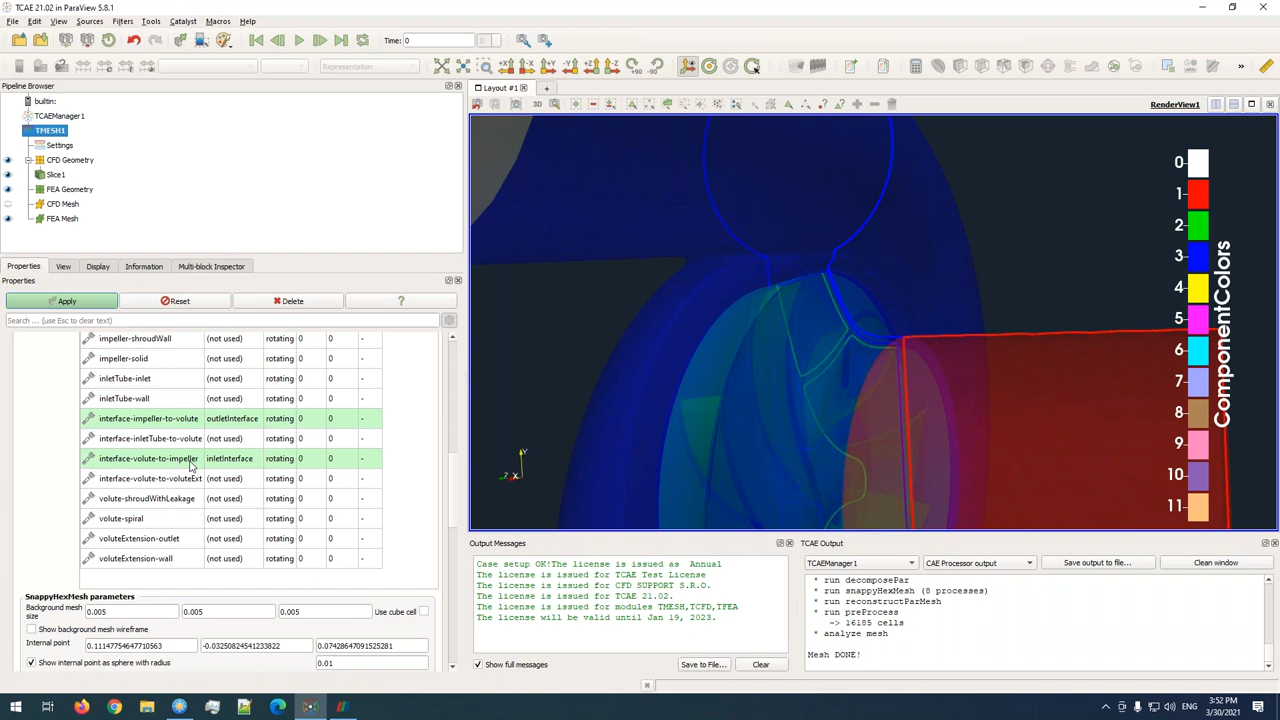 TCAE 21.02 in ParaView 5.8.1
File Edit View Sources Filters Tools Catalyst Macros Help
Time: 0
Representation
Pipeline Browser
Layout #1
3D
RenderView1
builtin:
TCAEManager1
TMESH1
Settings
CFD Geometry
Slice1
FEA Geometry
CFD Mesh
FEA Mesh
Properties View Display Information Multi-block Inspector
Properties
Apply Reset Delete ?
Search ... (use Esc to clear text)
impeller-shroudWall (not used) rotating 0 0 -
impeller-solid (not used) rotating 0 0 -
inletTube-inlet (not used) rotating 0 0 -
inletTube-wall (not used) rotating 0 0 -
interface-impeller-to-volute outletInterface rotating 0 0 -
interface-inletTube-to-volute (not used) rotating 0 0 -
interface-volute-to-impeller inletInterface rotating 0 0 -
interface-volute-to-voluteExt (not used) rotating 0 0 -
volute-shroudWithLeakage (not used) rotating 0 0 -
volute-spiral (not used) rotating 0 0 -
voluteExtension-outlet (not used) rotating 0 0 -
voluteExtension-wall (not used) rotating 0 0 -
SnappyHexMesh parameters
Background mesh size 0.005 0.005 0.005 Use cube cell
Show background mesh wireframe
Internal point 0.11147754647710563 -0.03250824541233822 0.07428647091525281
Show internal point as sphere with radius 0.01
Y
Z X
0
1
2
3
4
5
6
7
8
9
10
11
ComponentColors
Output Messages
Case setup OK!The license is issued as Annual
The license is issued for TCAE Test License
The license is issued for CFD SUPPORT S.R.O.
The license is issued for TCAE 21.02.
The license is issued for modules TMESH,TCFD,TFEA
The license will be valid until Jan 19, 2023.
Show full messages Save to File... Clear
TCAE Output
TCAEManager1 CAE Processor output Save output to file... Clean window
* run decomposePar
* run snappyHexMesh (8 processes)
* run reconstructParMesh
* run preProcess
-> 16185 cells
* analyze mesh
Mesh DONE!
ENG
3:52 PM
3/30/2021